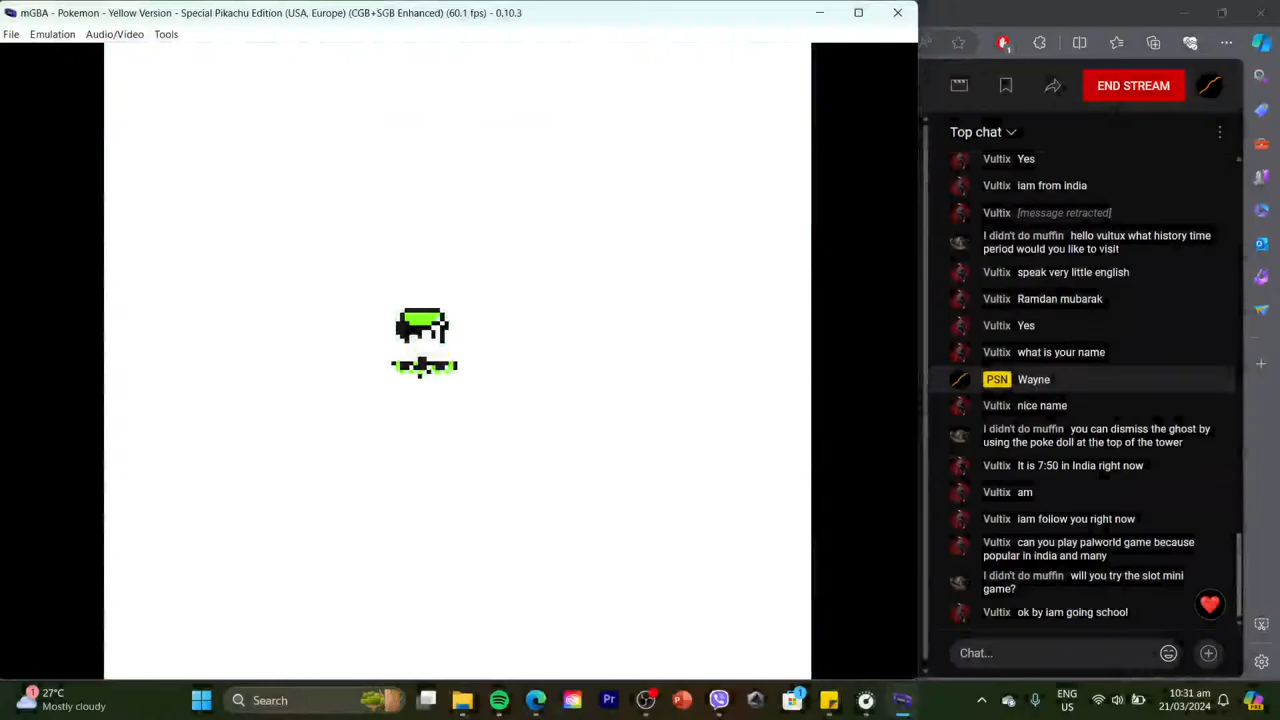 mGBA - Pokemon - Yellow Version - Special Pikachu Edition (USA, Europe) (CGB+SGB Enhanced) (60.1 fps) - 0.10.3
File Emulation Audio/Video Tools
1
END STREAM
Top chat
Vultix Yes
Vultix iam from india
Vultix [message retracted]
I didn't do muffin hello vultux what history time
period would you like to visit
Vultix speak very little english
Vultix Ramdan mubarak
Vultix Yes
Vultix what is your name
PSN Wayne
Vultix nice name
I didn't do muffin you can dismiss the ghost by
using the poke doll at the top of the tower
Vultix It is 7:50 in India right now
Vultix am
Vultix iam follow you right now
Vultix can you play palworld game because
popular in india and many
I didn't do muffin will you try the slot mini
game?
Vultix ok by iam going school
Chat...
1
27°C
Mostly cloudy
Search
Pr
1
ENG
US
10:31 am
21/03/2024